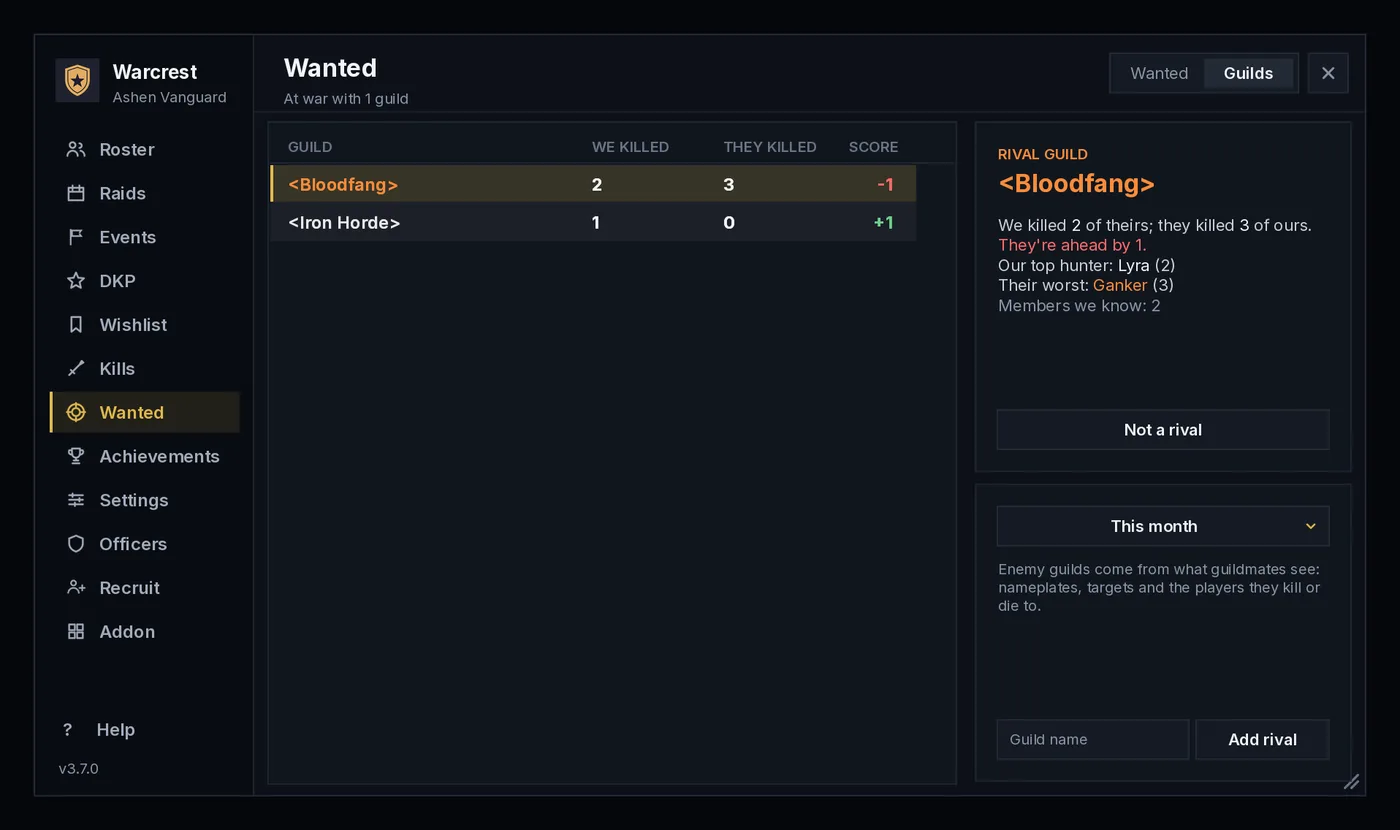 Warcrest
Ashen Vanguard
Roster
Raids
Events
DKP
Wishlist
Kills
Wanted
Achievements
Settings
Officers
Recruit
Addon
? Help
v3.7.0
Wanted
At war with 1 guild
Wanted Guilds
GUILD WE KILLED THEY KILLED SCORE
<Bloodfang> 2 3 -1
<Iron Horde> 1 0 +1
RIVAL GUILD
<Bloodfang>
We killed 2 of theirs; they killed 3 of ours.
They're ahead by 1.
Our top hunter: Lyra (2)
Their worst: Ganker (3)
Members we know: 2
Not a rival
This month
Enemy guilds come from what guildmates see:
nameplates, targets and the players they kill or
die to.
Guild name Add rival